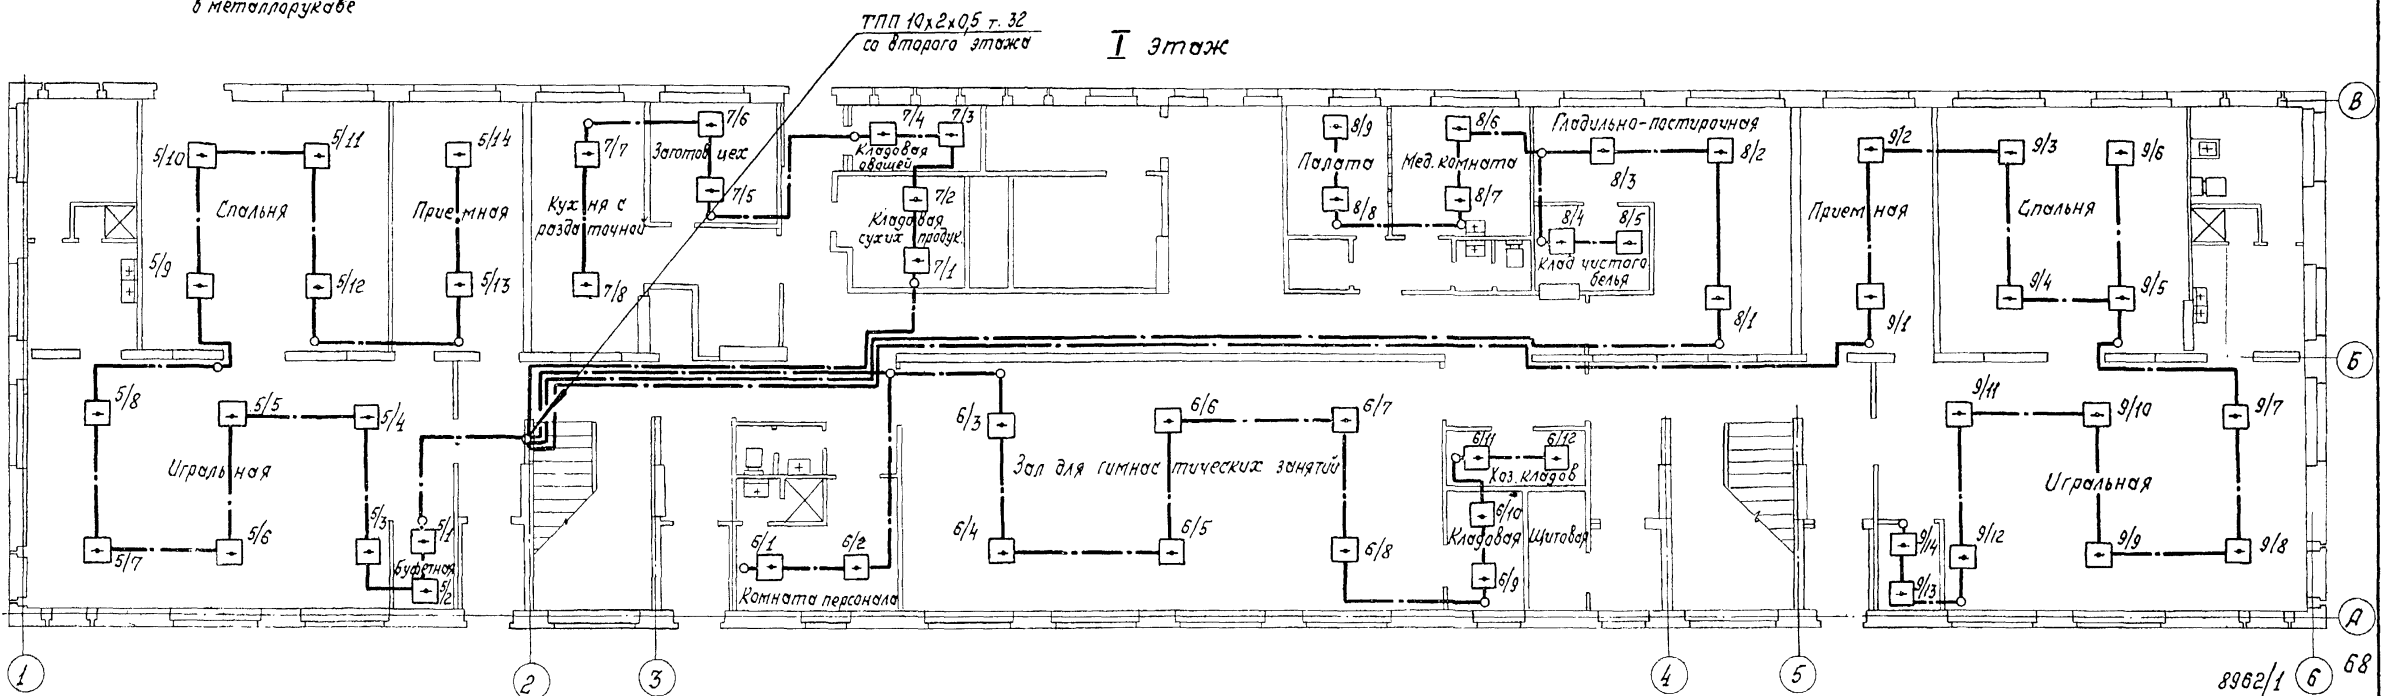 в металлорукаве
ТПП 10х2х0,5 т. 32
со второго этажа
I этаж
5/10
5/11
5/14
7/7
7/6
7/4
7/3
8/9
8/6
Гладильно-постирочная
9/2
9/3
9/6
В
Заготов. цех
Кладовая
овощей
Палата
Мед. комната
8/3
8/2
Спальня
Приемная
Кухня с
раздаточной
7/5
7/2
Кладовая
сухих продук.
8/8
8/7
8/4
8/5
Приемная
Спальня
5/9
5/12
5/13
7/8
7/1
Клад чистого
белья
8/1
9/1
9/4
9/5
Б
5/8
5/5
5/4
6/3
6/6
6/7
9/11
9/10
9/7
Игральная
Зал для гимнастических занятий
6/11
6/12
Хоз. кладов
Игральная
5/7
5/6
5/3
5/1
Буфетная
5/2
6/1
6/2
Комната персонала
6/4
6/5
6/8
6/10
Кладовая
Щитовая
6/9
9/14
9/13
9/12
9/9
9/8
А
1
2
3
4
5
6
8962/1
68